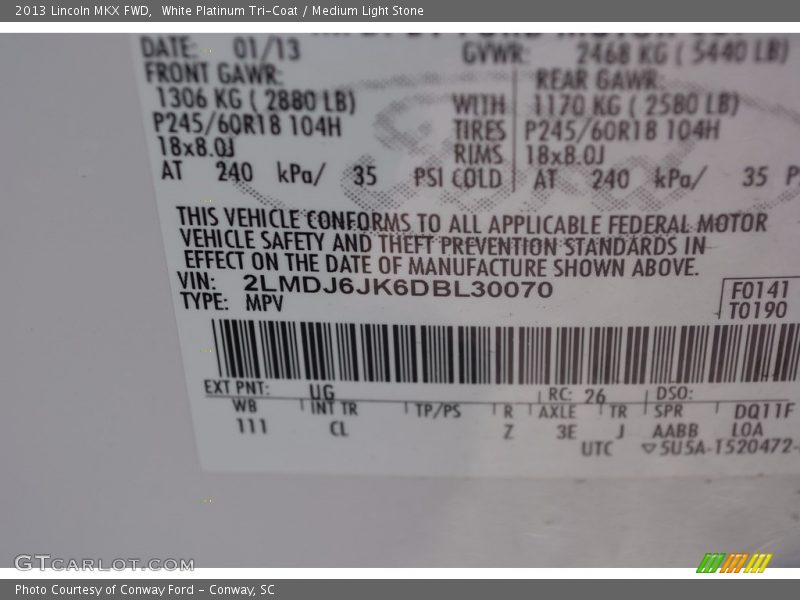 2013 Lincoln MKX FWD, White Platinum Tri-Coat / Medium Light Stone
DATE: 01/13 GVWR: 2468 KG ( 5440 LB)
FRONT GAWR: REAR GAWR:
1306 KG ( 2880 LB) WITH 1170 KG ( 2580 LB)
P245/60R18 104H TIRES P245/60R18 104H
18x8.0J RIMS 18x8.0J
AT 240 kPa/ 35 PSI COLD AT 240 kPa/ 35 P
THIS VEHICLE CONFORMS TO ALL APPLICABLE FEDERAL MOTOR
VEHICLE SAFETY AND THEFT PREVENTION STANDARDS IN
EFFECT ON THE DATE OF MANUFACTURE SHOWN ABOVE.
VIN: 2LMDJ6JK6DBL30070 F0141
TYPE: MPV T0190
EXT PNT: UG RC: 26 DSO:
WB INT TR TP/PS R AXLE TR SPR DQ11F
111 CL Z 3E J AABB LOA
UTC ▽5U5A-1520472-
GTCARLOT.COM
Photo Courtesy of Conway Ford - Conway, SC